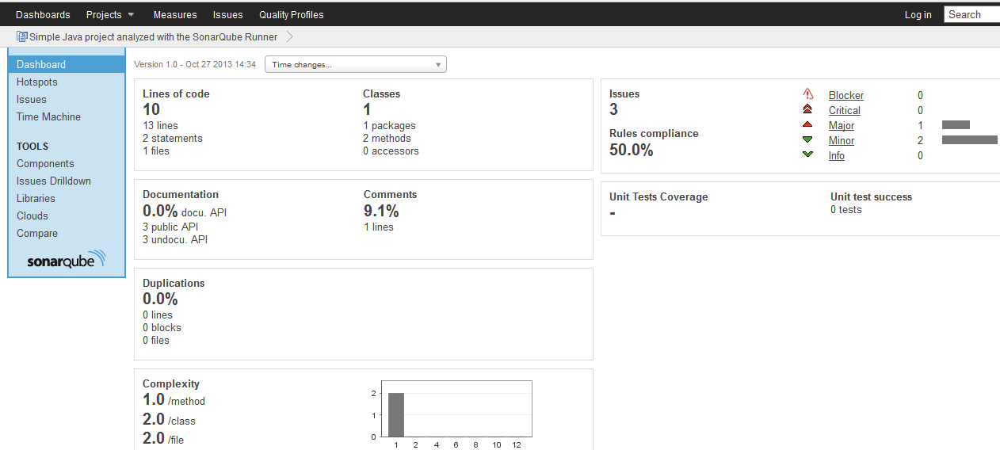 Dashboards Projects Measures Issues Quality Profiles Log in Search
Simple Java project analyzed with the SonarQube Runner
Dashboard
Hotspots
Issues
Time Machine
TOOLS
Components
Issues Drilldown
Libraries
Clouds
Compare
sonarqube
Version 1.0 - Oct 27 2013 14:34 Time changes...
Lines of code
10
13 lines
2 statements
1 files
Classes
1
1 packages
2 methods
0 accessors
Documentation
0.0% docu. API
3 public API
3 undocu. API
Comments
9.1%
1 lines
Duplications
0.0%
0 lines
0 blocks
0 files
Complexity
1.0 /method
2.0 /class
2.0 /file
2
1
0
1 2 4 6 8 10 12
Issues
3
Rules compliance
50.0%
Blocker 0
Critical 0
Major 1
Minor 2
Info 0
Unit Tests Coverage
-
Unit test success
0 tests